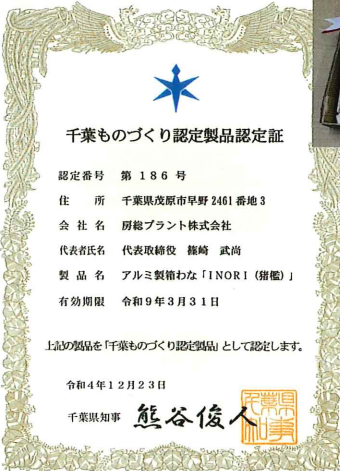 千葉ものづくり認定製品認定証
認定番号 第186号
住所 千葉県茂原市早野2461番地3
会社名 房総プラント株式会社
代表者氏名 代表取締役 篠崎 武尚
製品名 アルミ製箱わな「INORI（猪檻）」
有効期限 令和9年3月31日
上記の製品を「千葉ものづくり認定製品」として認定します。
令和4年12月23日
千葉県知事 熊谷俊人